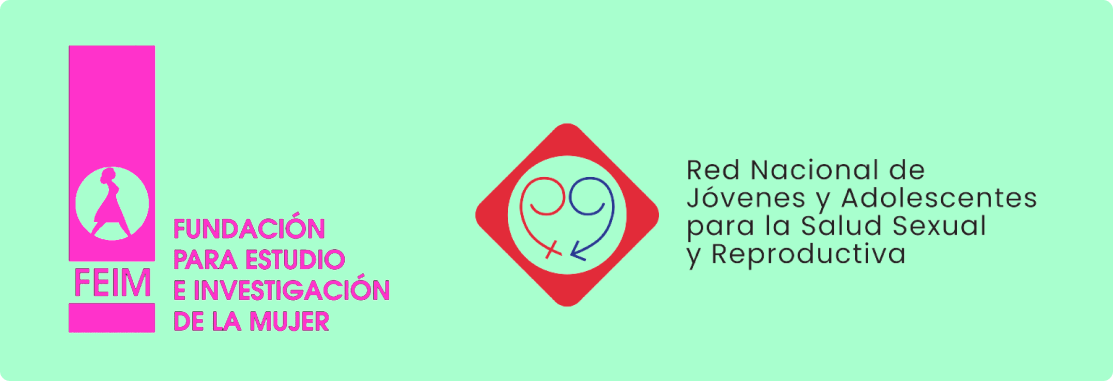 FEIM
FUNDACIÓN
PARA ESTUDIO
E INVESTIGACIÓN
DE LA MUJER
Red Nacional de
Jóvenes y Adolescentes
para la Salud Sexual
y Reproductiva